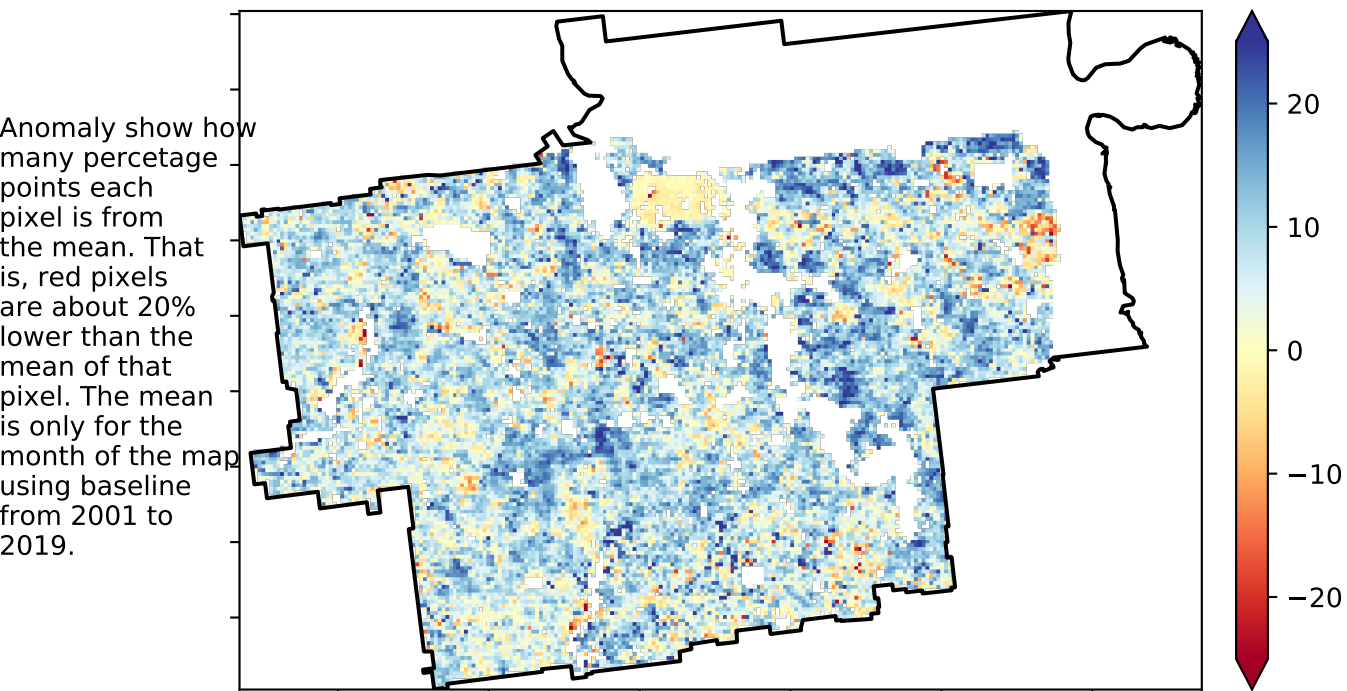 Anomaly show how
many percetage
points each
pixel is from
the mean. That
is, red pixels
are about 20%
lower than the
mean of that
pixel. The mean
is only for the
month of the map
using baseline
from 2001 to
2019.
20
10
0
−10
−20